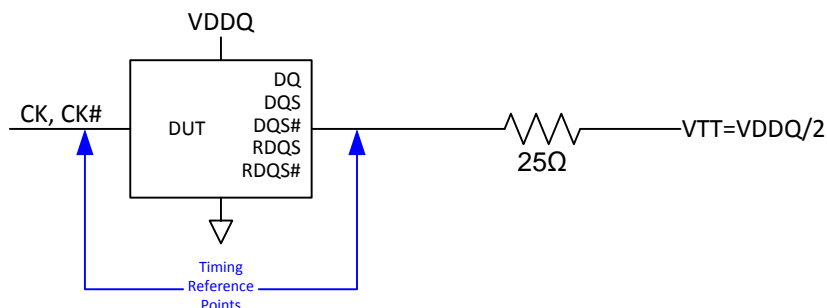 VDDQ
CK, CK#
DUT
DQ
DQS
DQS#
RDQS
RDQS#
25Ω
VTT=VDDQ/2
Timing
Reference
Points